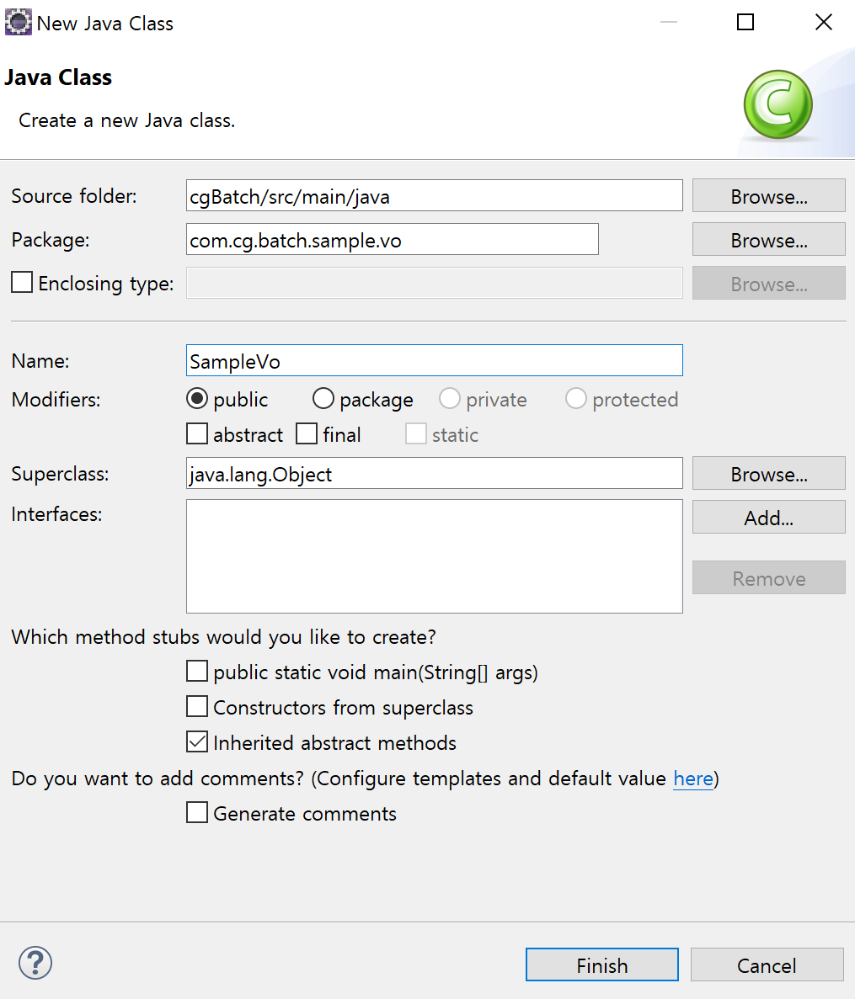 New Java Class
Java Class
Create a new Java class.
Source folder: cgBatch/src/main/java Browse...
Package: com.cg.batch.sample.vo Browse...
Enclosing type: Browse...
Name: SampleVo
Modifiers: public package private protected
abstract final static
Superclass: java.lang.Object Browse...
Interfaces: Add...
Remove
Which method stubs would you like to create?
public static void main(String[] args)
Constructors from superclass
Inherited abstract methods
Do you want to add comments? (Configure templates and default value here)
Generate comments
? Finish Cancel